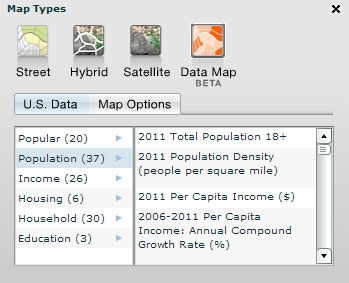 Map Types
Street Hybrid Satellite Data Map
BETA
U.S. Data Map Options
Popular (20)
Population (37)
Income (26)
Housing (6)
Household (30)
Education (3)
2011 Total Population 18+
2011 Population Density
(people per square mile)
2011 Per Capita Income ($)
2006-2011 Per Capita
Income: Annual Compound
Growth Rate (%)